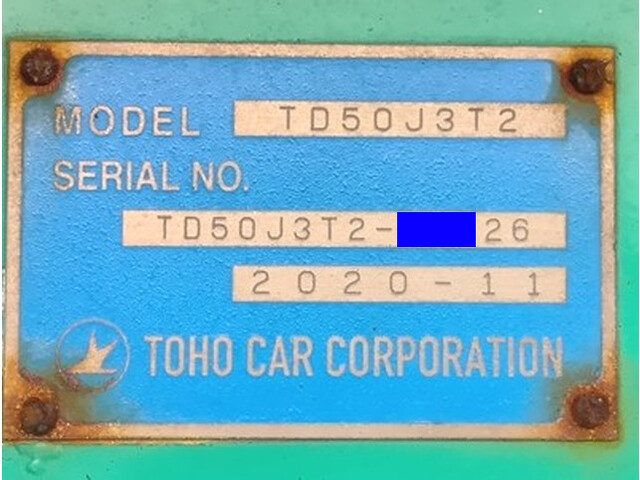 MODEL TD50J3T2
SERIAL NO.
TD50J3T2- 26
2020-11
TOHO CAR CORPORATION